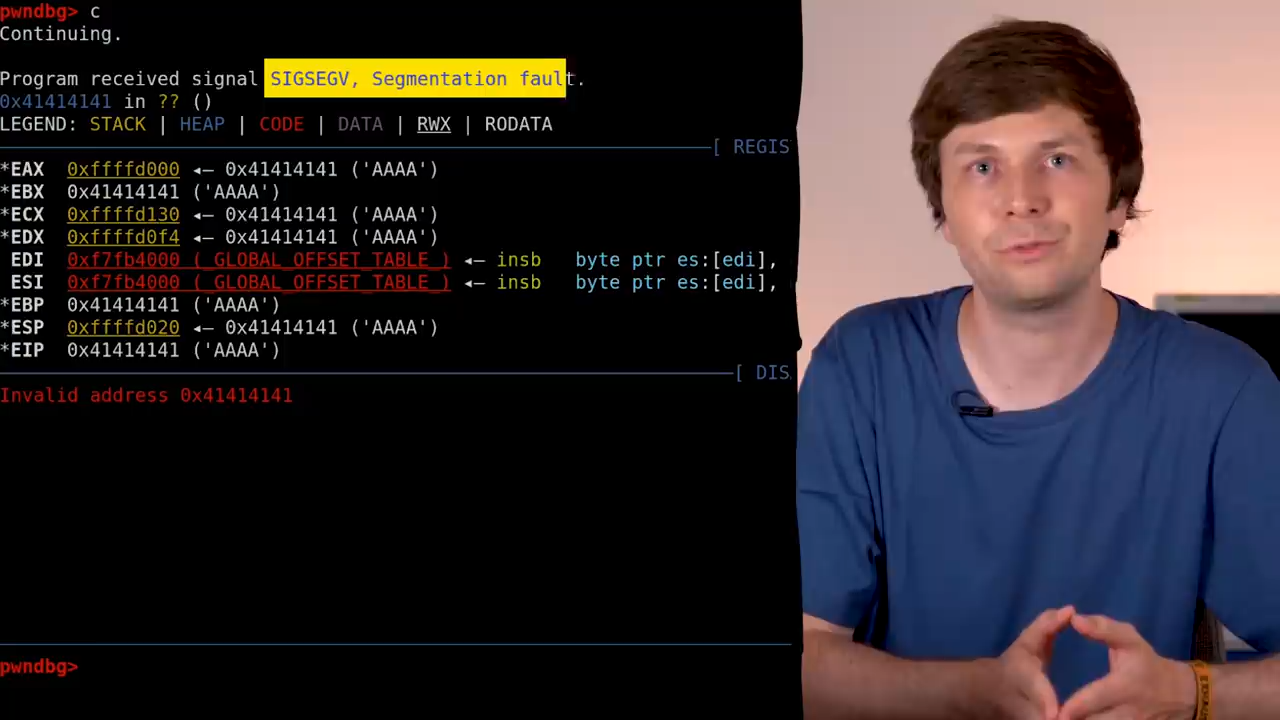 pwndbg> c
Continuing.
Program received signal SIGSEGV, Segmentation fault.
0x41414141 in ?? ()
LEGEND: STACK | HEAP | CODE | DATA | RWX | RODATA
[ REGIS
*EAX 0xffffd000 ◂— 0x41414141 ('AAAA')
*EBX 0x41414141 ('AAAA')
*ECX 0xffffd130 ◂— 0x41414141 ('AAAA')
*EDX 0xffffd0f4 ◂— 0x41414141 ('AAAA')
EDI 0xf7fb4000 (_GLOBAL_OFFSET_TABLE_) ◂— insb byte ptr es:[edi],
ESI 0xf7fb4000 (_GLOBAL_OFFSET_TABLE_) ◂— insb byte ptr es:[edi],
*EBP 0x41414141 ('AAAA')
*ESP 0xffffd020 ◂— 0x41414141 ('AAAA')
*EIP 0x41414141 ('AAAA')
[ DIS
Invalid address 0x41414141
pwndbg>